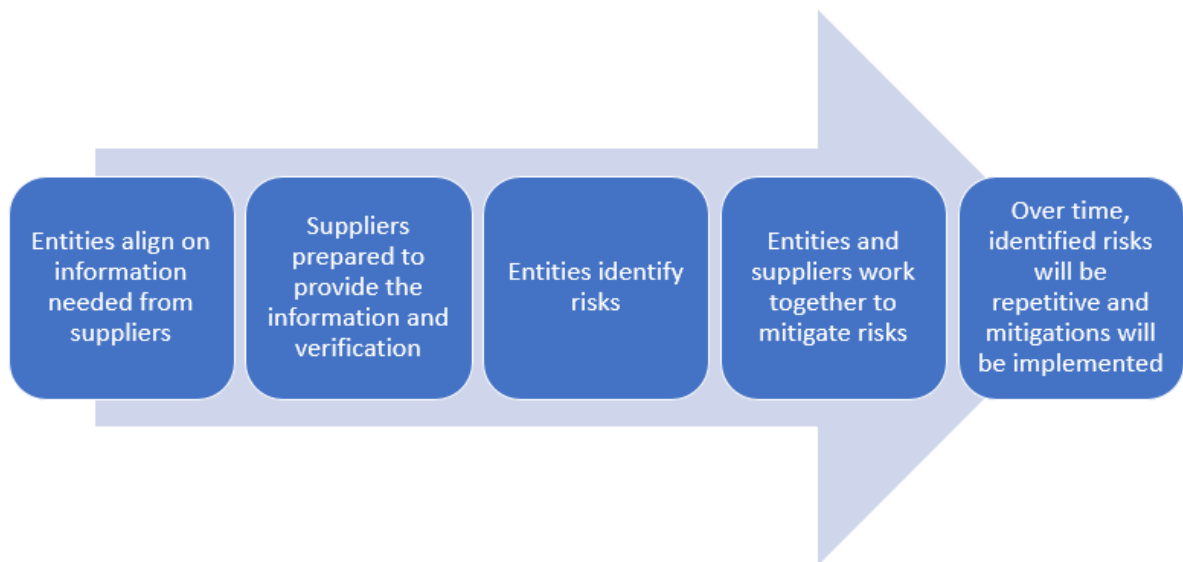 Entities align on
information
needed from
suppliers
Suppliers
prepared to
provide the
information and
verification
Entities identify
risks
Entities and
suppliers work
together to
mitigate risks
Over time,
identified risks
will be
repetitive and
mitigations will
be implemented